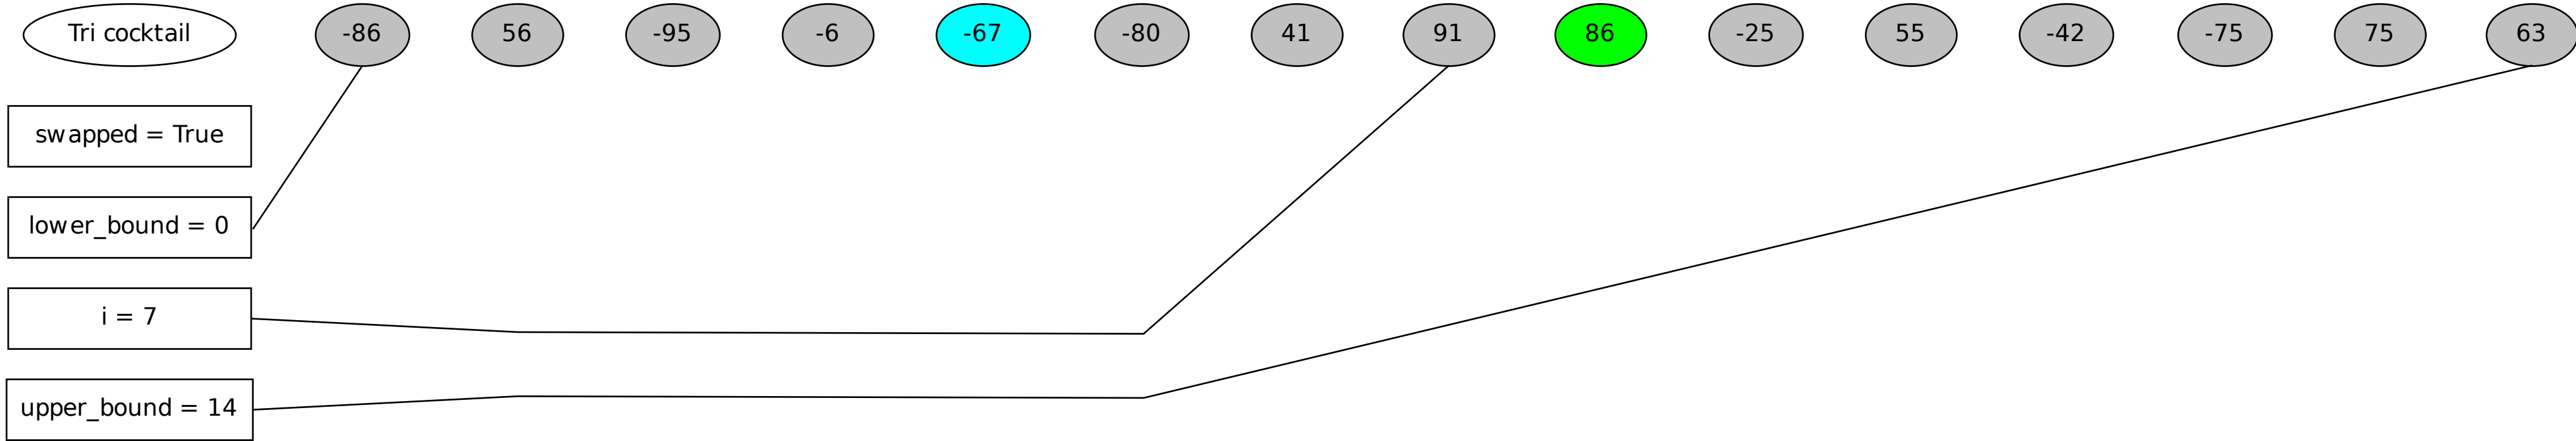 Tri cocktail -86 56 -95 -6 -67 -80 41 91 86 -25 55 -42 -75 75 63
swapped = True
lower_bound = 0
i = 7
upper_bound = 14